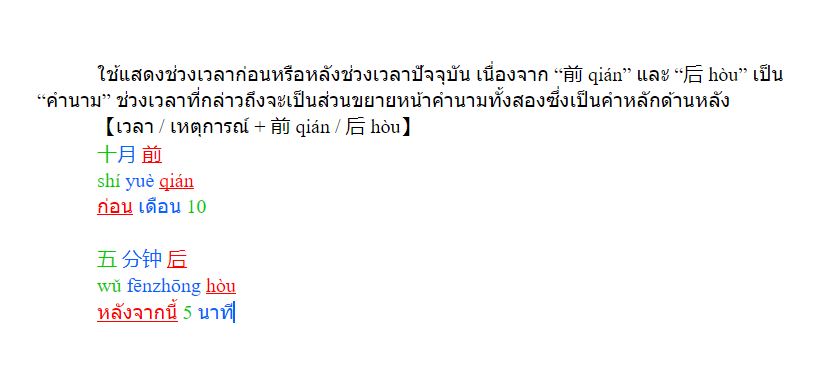 ใช้แสดงช่วงเวลาก่อนหรือหลังช่วงเวลาปัจจุบัน เนื่องจาก “前 qián” และ “后 hòu” เป็น
“คำนาม” ช่วงเวลาที่กล่าวถึงจะเป็นส่วนขยายหน้าคำนามทั้งสองซึ่งเป็นคำหลักด้านหลัง
【เวลา / เหตุการณ์ + 前 qián / 后 hòu】
十月 前
shí yuè qián
ก่อน เดือน 10
五 分钟 后
wǔ fēnzhōng hòu
หลังจากนี้ 5 นาที